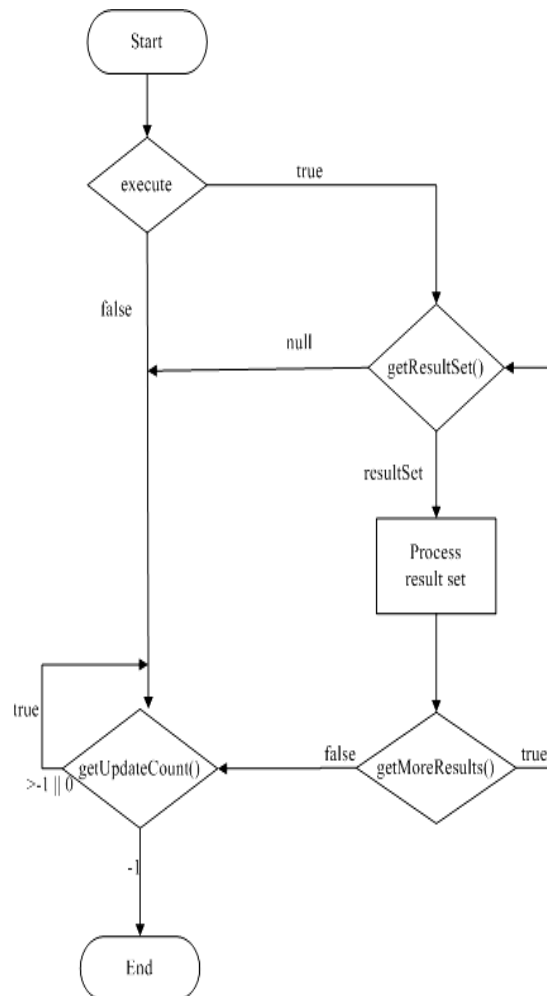 Start
execute
true
false
null
getResultSet()
resultSet
Process
result set
true
false
true
getUpdateCount()
getMoreResults()
>-1 || 0
-1
End